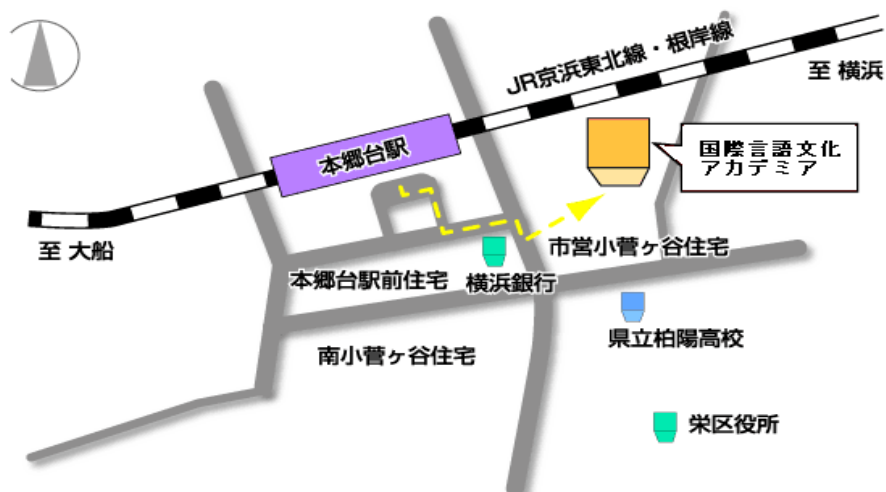 JR京浜東北線・根岸線
至 横浜
本郷台駅
国際言語文化
アカデミア
至 大船
市営小菅ヶ谷住宅
本郷台駅前住宅
横浜銀行
県立柏陽高校
南小菅ヶ谷住宅
栄区役所